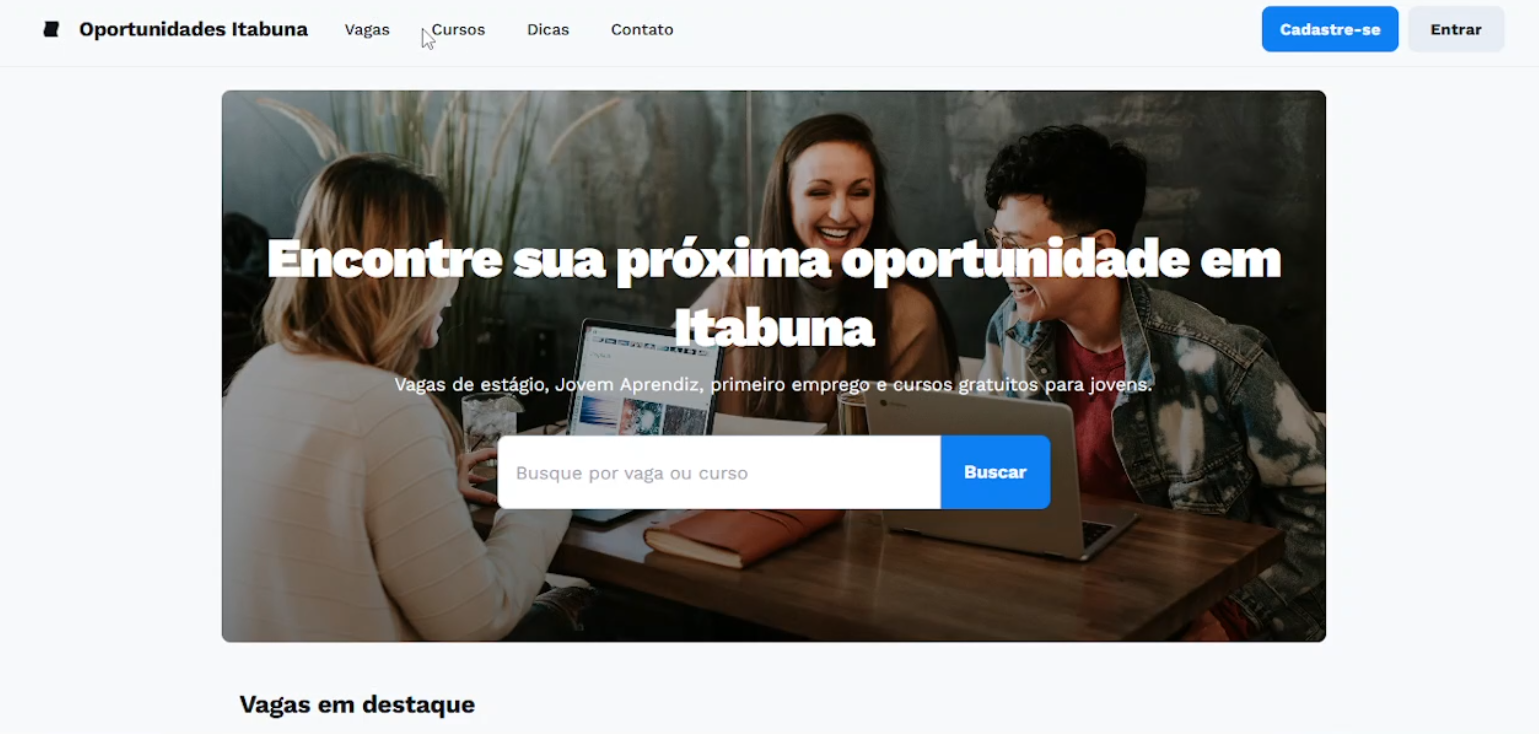 Oportunidades Itabuna
Vagas
Cursos
Dicas
Contato
Cadastre-se
Entrar
Encontre sua próxima oportunidade em
Itabuna
Vagas de estágio, Jovem Aprendiz, primeiro emprego e cursos gratuitos para jovens.
Busque por vaga ou curso
Buscar
Vagas em destaque